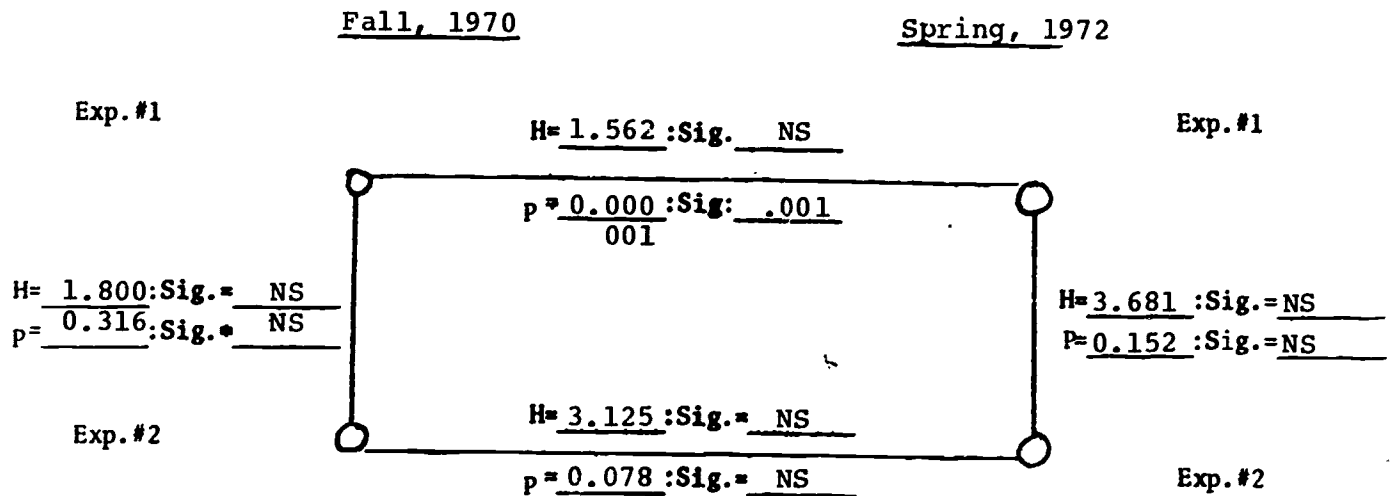 Fall, 1970 Spring, 1972
Exp.#1 Exp.#1
H= 1.562 :Sig. NS
p = 0.000 :Sig: .001
001
H= 1.800:Sig.= NS
p= 0.316:Sig.= NS
H= 3.681 :Sig.=NS
P= 0.152 :Sig.=NS
Exp.#2
H= 3.125 :Sig.= NS
p = 0.078 :Sig.= NS
Exp.#2